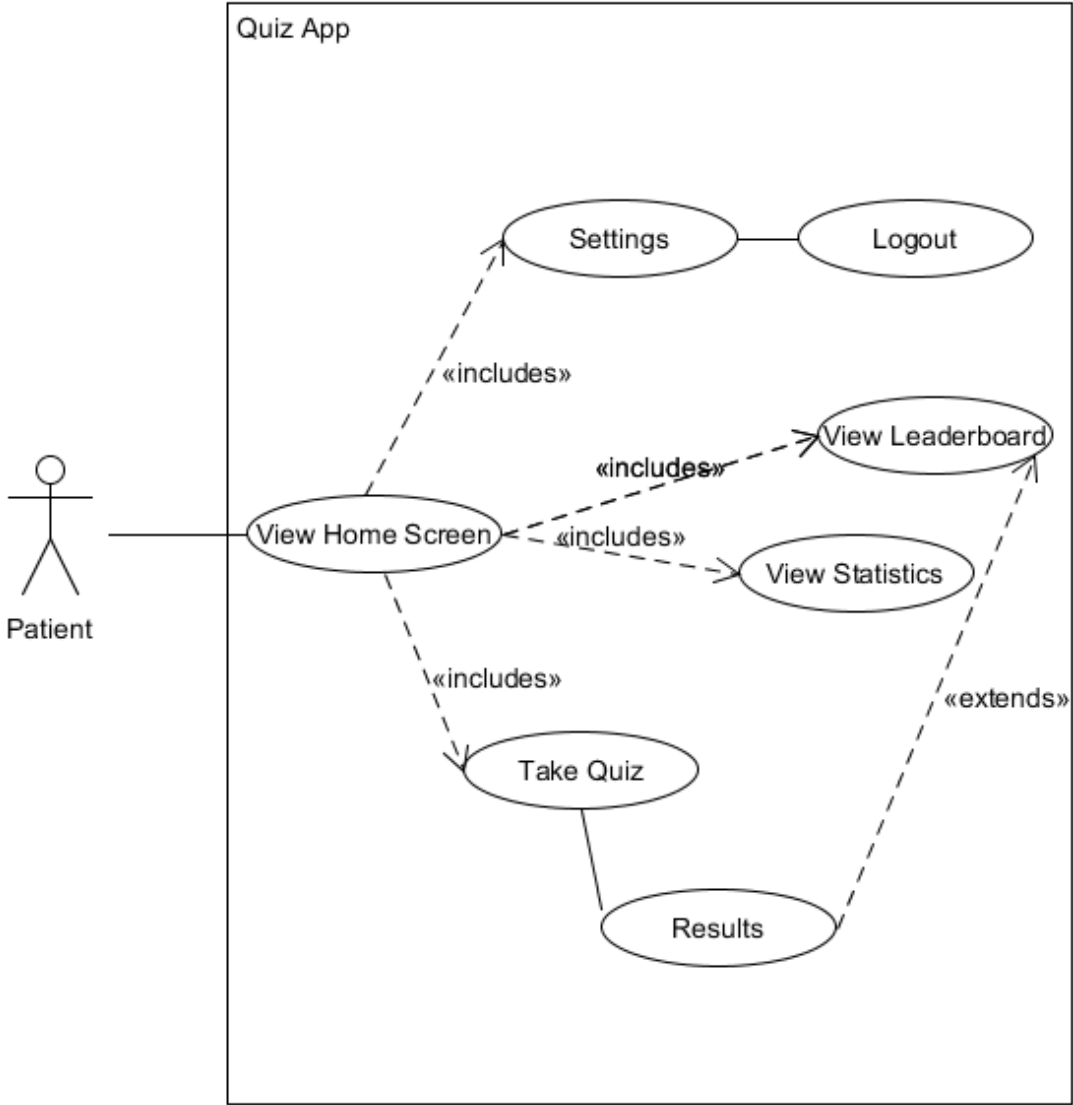 Quiz App
Settings
Logout
«includes»
View Leaderboard
«includes»
View Home Screen
«includes»
View Statistics
Patient
«includes»
«extends»
Take Quiz
Results